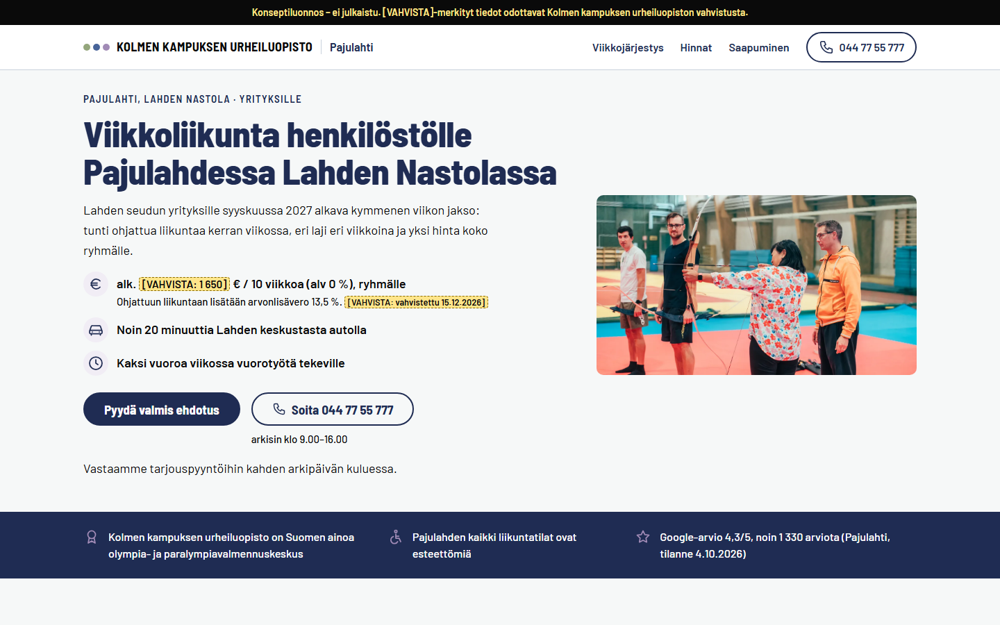 Konseptiluonnos – ei julkaistu. [VAHVISTA]-merkityt tiedot odottavat Kolmen kampuksen urheiluopiston vahvistusta.
KOLMEN KAMPUKSEN URHEILUOPISTO Pajulahti
Viikkojärjestys Hinnat Saapuminen 044 77 55 777
PAJULAHTI, LAHDEN NASTOLA · YRITYKSILLE
Viikkoliikunta henkilöstölle
Pajulahdessa Lahden Nastolassa
Lahden seudun yrityksille syyskuussa 2027 alkava kymmenen viikon jakso:
tunti ohjattua liikuntaa kerran viikossa, eri laji eri viikkoina ja yksi hinta koko
ryhmälle.
alk. [VAHVISTA: 1 650] € / 10 viikkoa (alv 0 %), ryhmälle
Ohjattuun liikuntaan lisätään arvonlisävero 13,5 %. [VAHVISTA: vahvistettu 15.12.2026]
Noin 20 minuuttia Lahden keskustasta autolla
Kaksi vuoroa viikossa vuorotyötä tekeville
Pyydä valmis ehdotus
Soita 044 77 55 777
arkisin klo 9.00–16.00
Vastaamme tarjouspyyntöihin kahden arkipäivän kuluessa.
Kolmen kampuksen urheiluopisto on Suomen ainoa
olympia- ja paralympiavalmennuskeskus
Pajulahden kaikki liikuntatilat ovat
esteettömiä
Google-arvio 4,3/5, noin 1 330 arviota (Pajulahti,
tilanne 4.10.2026)